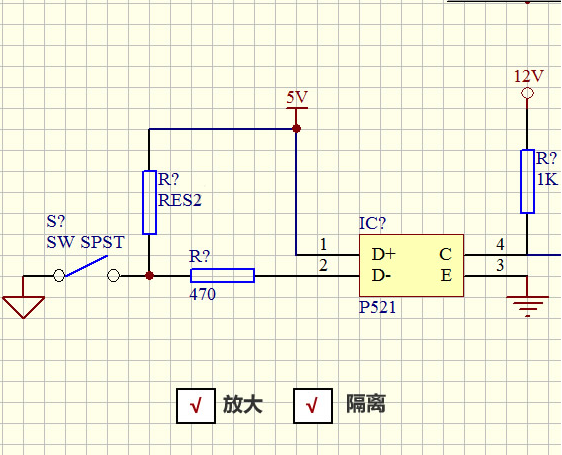 12V
5V
R?
RES2
R?
1K
S?
SW SPST
IC?
R?
470
1
2
D+
D-
C
E
4
3
P521
√ 放大 √ 隔离